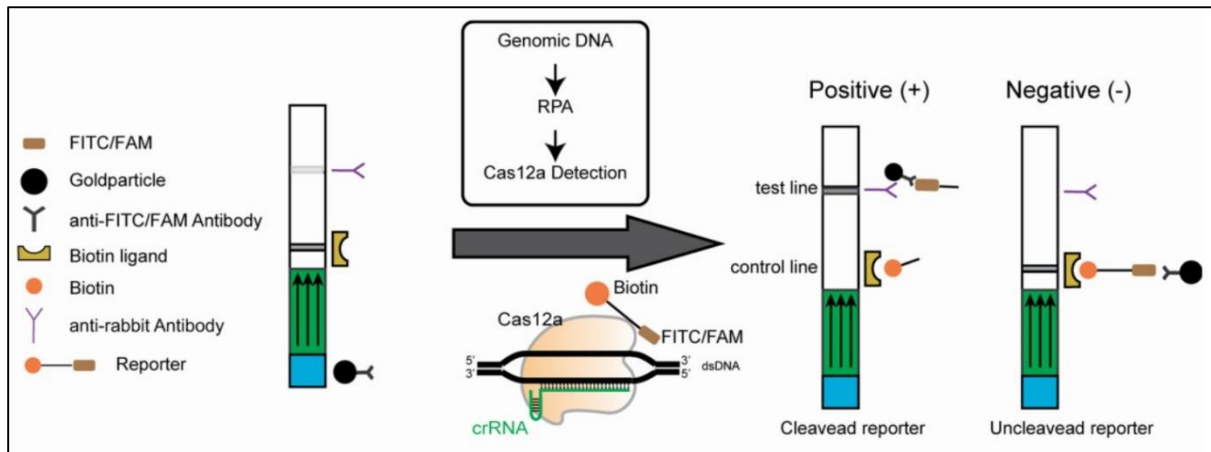 FITC/FAM
Goldparticle
anti-FITC/FAM Antibody
Biotin ligand
Biotin
anti-rabbit Antibody
Reporter
Genomic DNA
RPA
Cas12a Detection
Biotin
Cas12a
FITC/FAM
5’
3’
3’
5’
dsDNA
crRNA
Positive (+)
Negative (-)
test line
control line
Cleavead reporter
Uncleavead reporter